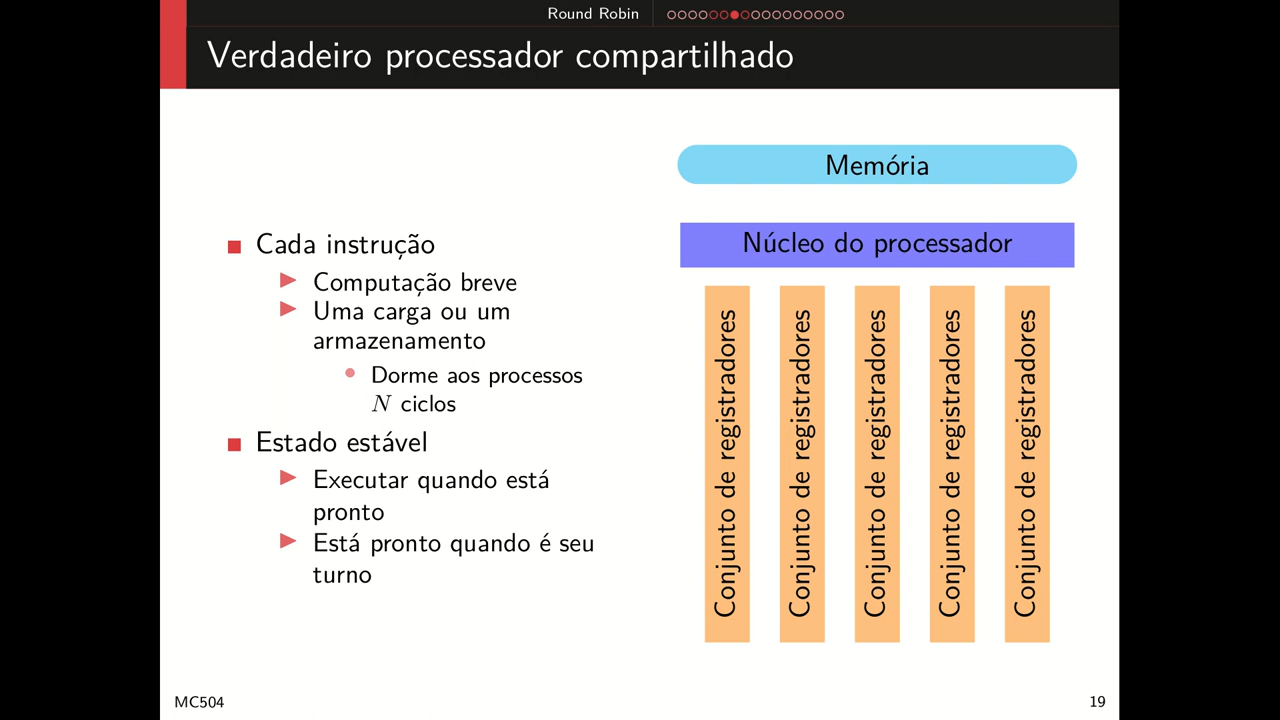 Round Robin
Verdadeiro processador compartilhado
Cada instrução
Computação breve
Uma carga ou um
armazenamento
Dorme aos processos
N ciclos
Estado estável
Executar quando está
pronto
Está pronto quando é seu
turno
Memória
Núcleo do processador
Conjunto de registradores
Conjunto de registradores
Conjunto de registradores
Conjunto de registradores
Conjunto de registradores
MC504
19